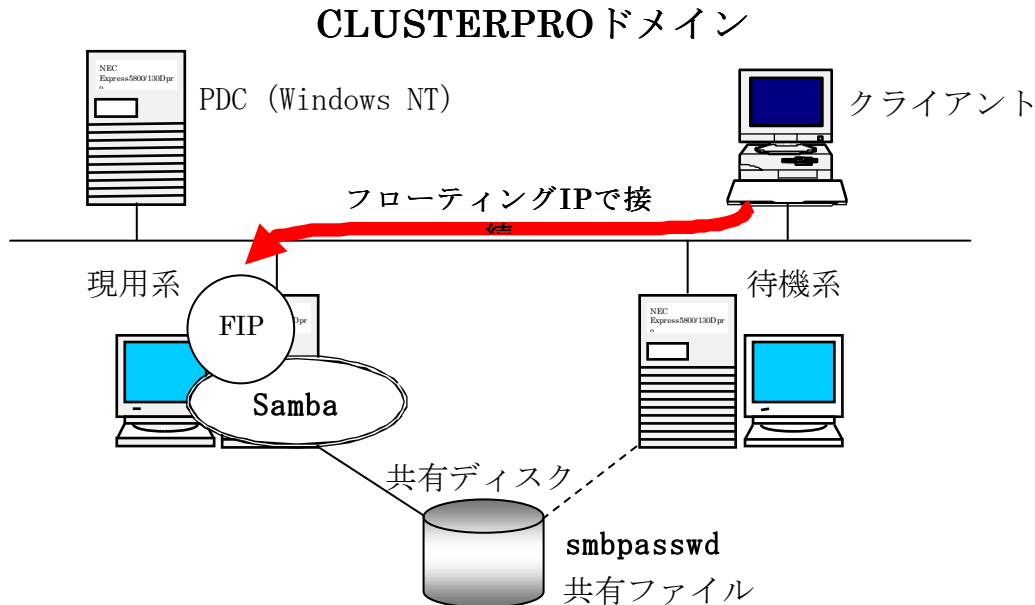 CLUSTERPROドメイン
NEC
Express5800/130Dpr
o
PDC (Windows NT)
クライアント
フローティングIPで接
続
現用系
待機系
FIP
Dpr
NEC
Express5800/130Dpr
o
Samba
共有ディスク
smbpasswd
共有ファイル